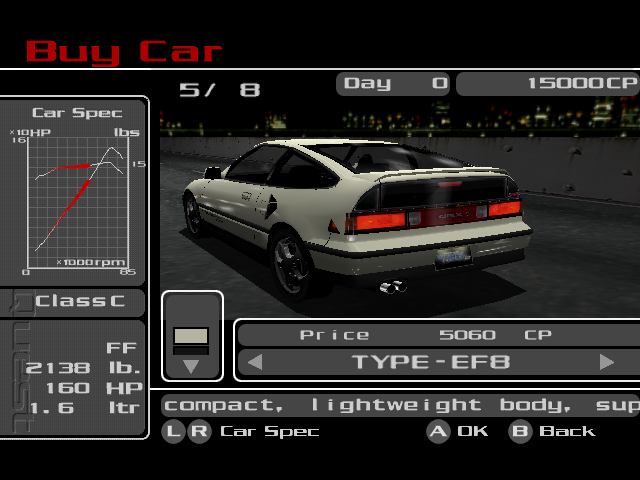 Buy Car
5/ 8
Day 0
15000CP
Car Spec
×10HP lbs
16
15
0 ×1000rpm 85
Class C
FF
2138 lb.
160 HP
1.6 ltr
Price 5060 CP
TYPE-EF8
compact, lightweight body, sup
L R Car Spec
A OK B Back